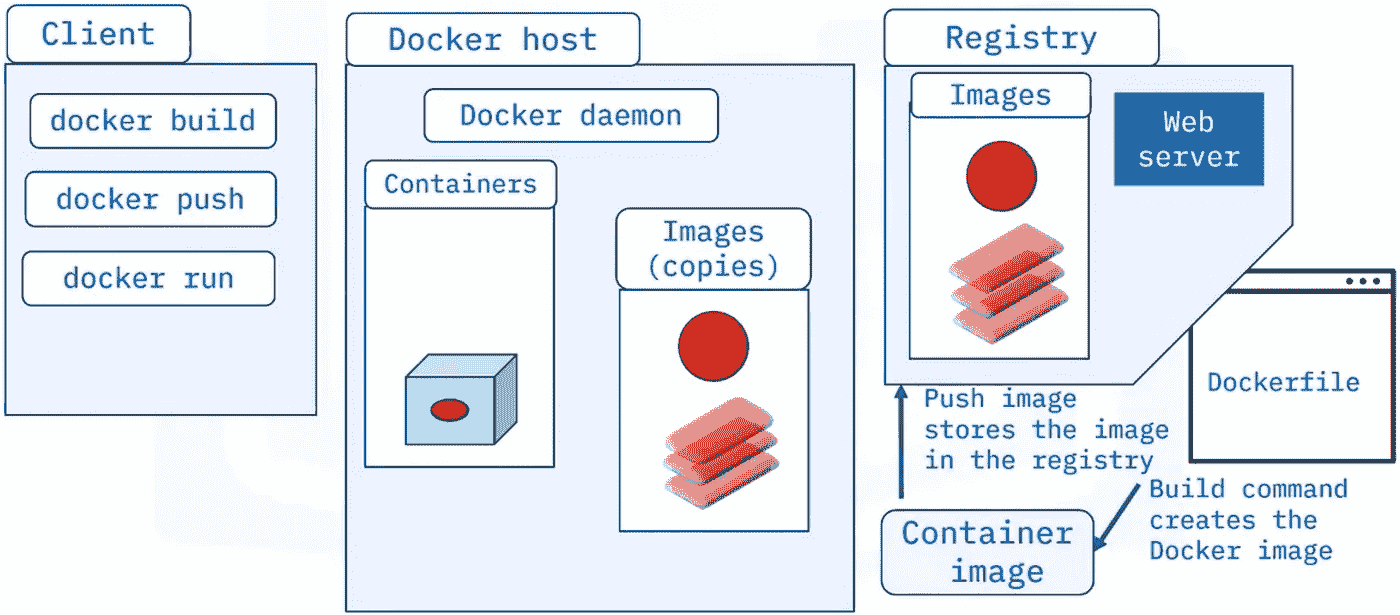 Client
docker build
docker push
docker run
Docker host
Docker daemon
Containers
Images
(copies)
Registry
Images
Web
server
Dockerfile
Push image
stores the image
in the registry
Build command
creates the
Docker image
Container
image